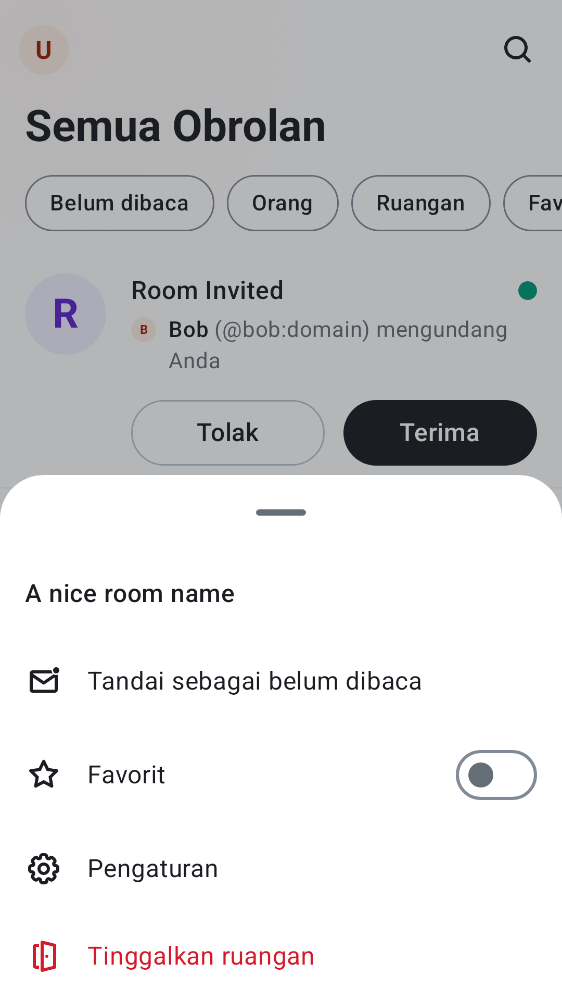 U
Semua Obrolan
Belum dibaca
Orang
Ruangan
Fav
R
Room Invited
B
Bob (@bob:domain) mengundang
Anda
Tolak
Terima
A nice room name
Tandai sebagai belum dibaca
Favorit
Pengaturan
Tinggalkan ruangan